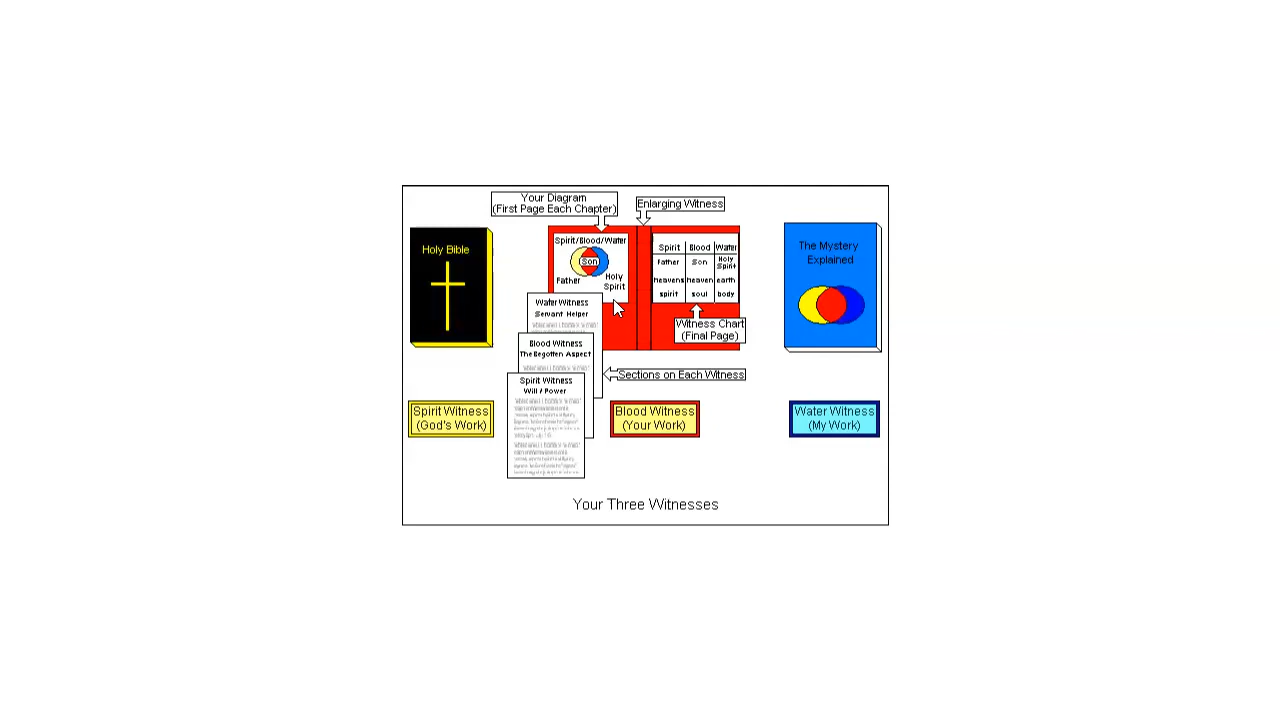 Your Diagram
(First Page Each Chapter)
Enlarging Witness
Holy Bible
Spirit/Blood/Water
Son
Father
Holy
Spirit
Spirit Blood Water
Father Son Holy Spirit
heavens heaven earth
spirit soul body
The Mystery
Explained
Witness Chart
(Final Page)
Water Witness
Servant Helper
Blood Witness
The Begotten Aspect
Sections on Each Witness
Spirit Witness
Will / Power
Spirit Witness
(God's Work)
Blood Witness
(Your Work)
Water Witness
(My Work)
Your Three Witnesses